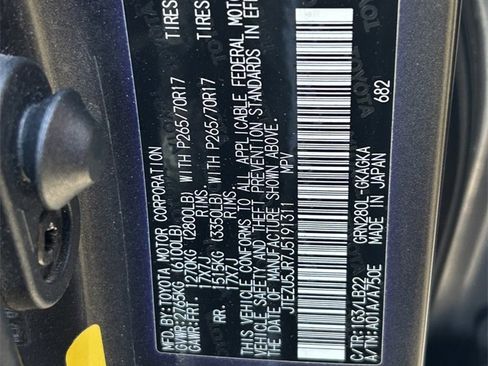 MFD. BY: TOYOTA MOTOR CORPORATION
GVWR: 2765KG (6100LB)
GAWR: FRT. 1270KG (2800LB) WITH P265/70R17 TIRES
17X7J RIMS.
RR. 1515KG (3350LB) WITH P265/70R17 TIRES
17X7J RIMS.
THIS VEHICLE CONFORMS TO ALL APPLICABLE FEDERAL MOTOR
VEHICLE SAFETY, THEFT PREVENTION STANDARDS IN EFF
ON THE DATE OF MANUFACTURE SHOWN ABOVE.
JTEZU5JR7J5191311 MPV
GRN280L-GKAGKA
C/TR: 1G3/LB22 MADE IN JAPAN
A/TM: A01A/A750E 682
TOYOTA